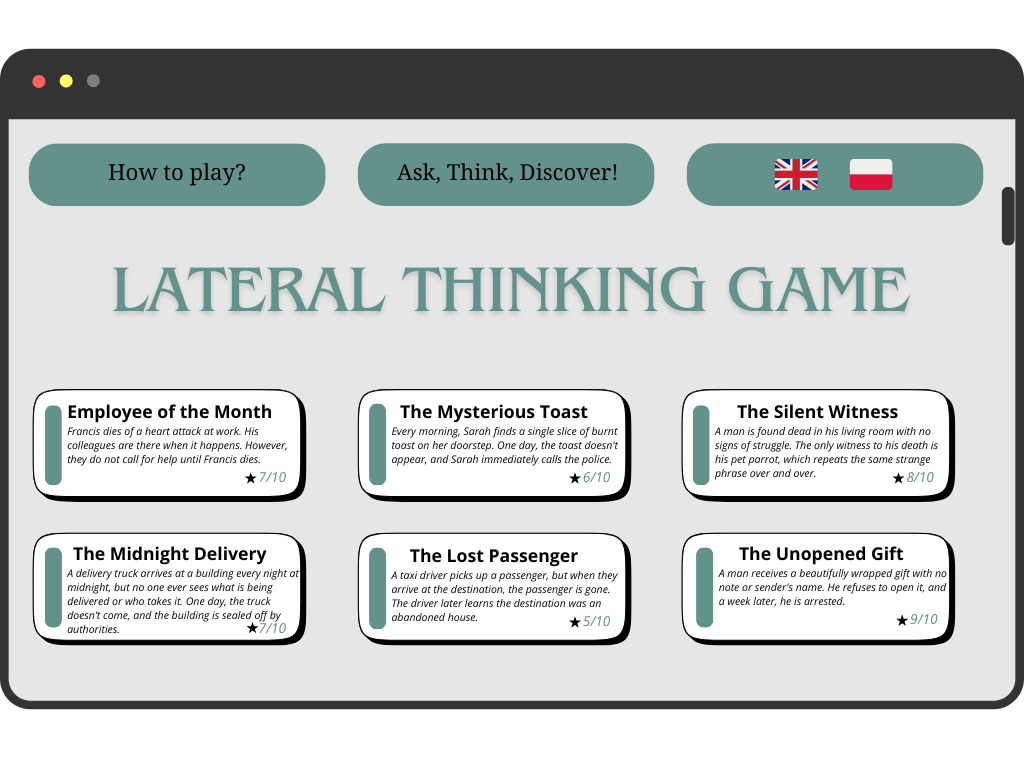 How to play?
Ask, Think, Discover!
LATERAL THINKING GAME
Employee of the Month
Francis dies of a heart attack at work. His
colleagues are there when it happens. However,
they do not call for help until Francis dies.
7/10
The Mysterious Toast
Every morning, Sarah finds a single slice of burnt
toast on her doorstep. One day, the toast doesn't
appear, and Sarah immediately calls the police.
6/10
The Silent Witness
A man is found dead in his living room with no
signs of struggle. The only witness to his death is
his pet parrot, which repeats the same strange
phrase over and over.
8/10
The Midnight Delivery
A delivery truck arrives at a building every night at
midnight, but no one ever sees what is being
delivered or who takes it. One day, the truck
doesn't come, and the building is sealed off by
authorities.
7/10
The Lost Passenger
A taxi driver picks up a passenger, but when they
arrive at the destination, the passenger is gone.
The driver later learns the destination was an
abandoned house.
5/10
The Unopened Gift
A man receives a beautifully wrapped gift with no
note or sender's name. He refuses to open it, and
a week later, he is arrested.
9/10